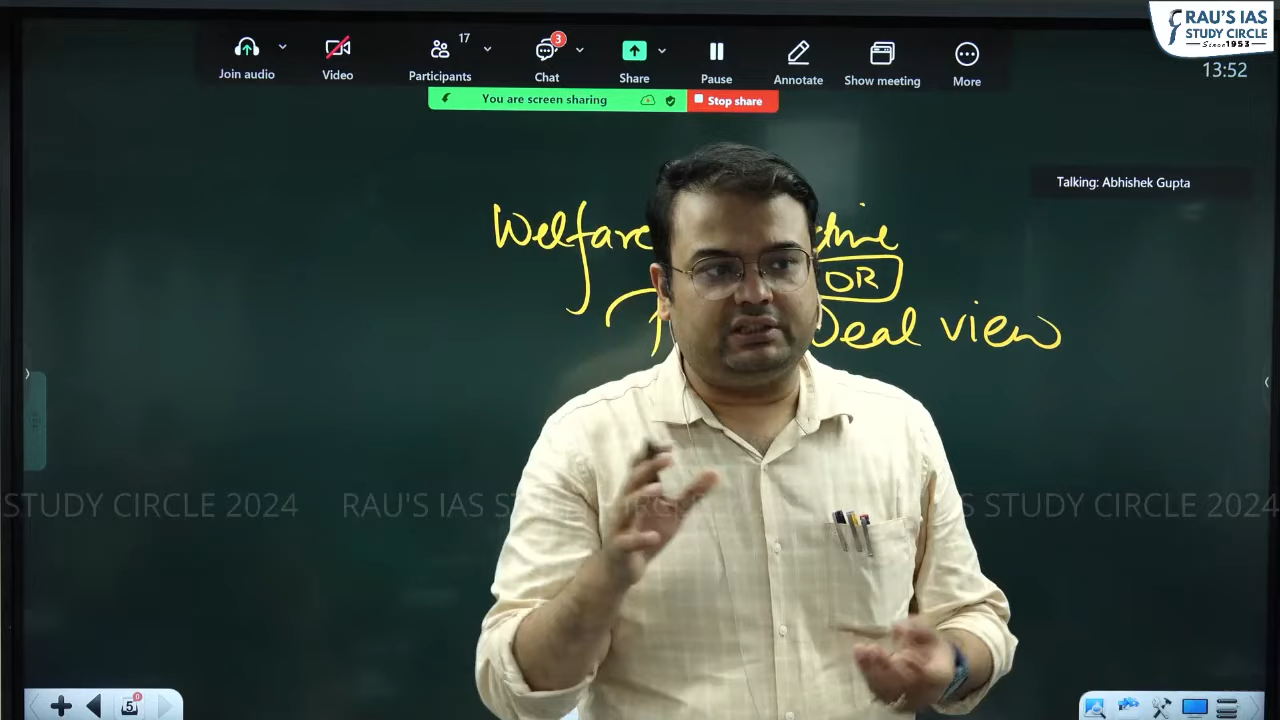 RAU'S IAS
STUDY CIRCLE
Since 1953
13:52
17
3
Join audio Video Participants Chat Share Pause Annotate Show meeting More
You are screen sharing Stop share
Talking: Abhishek Gupta
Welfare
OR
Deal view
STUDY CIRCLE 2024 RAU'S IAS S STUDY CIRCLE 2024
5
0